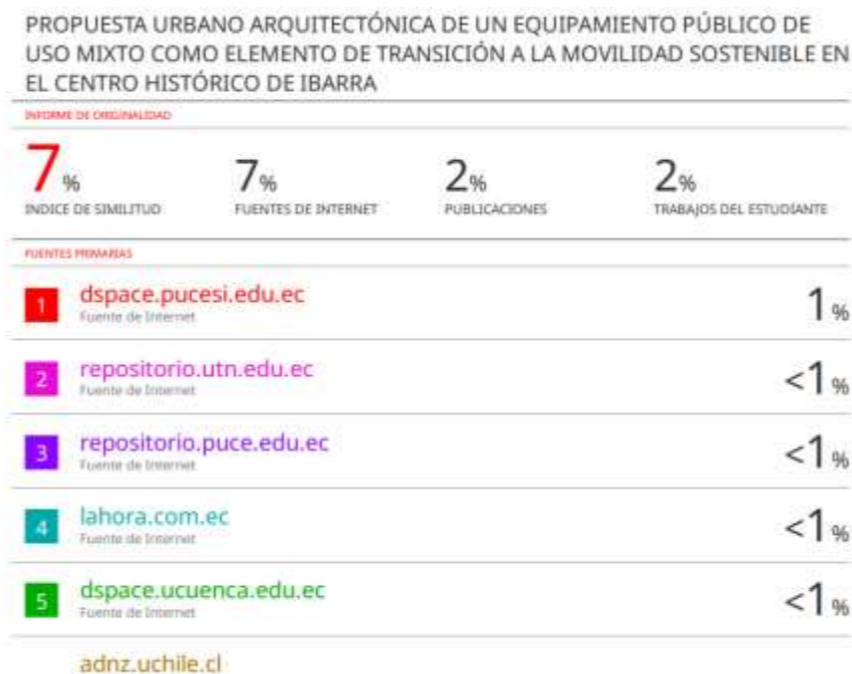 PROPUESTA URBANO ARQUITECTÓNICA DE UN EQUIPAMIENTO PÚBLICO DE
USO MIXTO COMO ELEMENTO DE TRANSICIÓN A LA MOVILIDAD SOSTENIBLE EN
EL CENTRO HISTÓRICO DE IBARRA
INFORME DE ORIGINALIDAD
7% 7% 2% 2%
INDICE DE SIMILITUD FUENTES DE INTERNET PUBLICACIONES TRABAJOS DEL ESTUDIANTE
FUENTES PRIMARIAS
1 dspace.pucesi.edu.ec 1%
Fuente de Internet
2 repositorio.utn.edu.ec <1%
Fuente de Internet
3 repositorio.puce.edu.ec <1%
Fuente de Internet
4 lahora.com.ec <1%
Fuente de Internet
5 dspace.ucuenca.edu.ec <1%
Fuente de Internet
adnz.uchile.cl